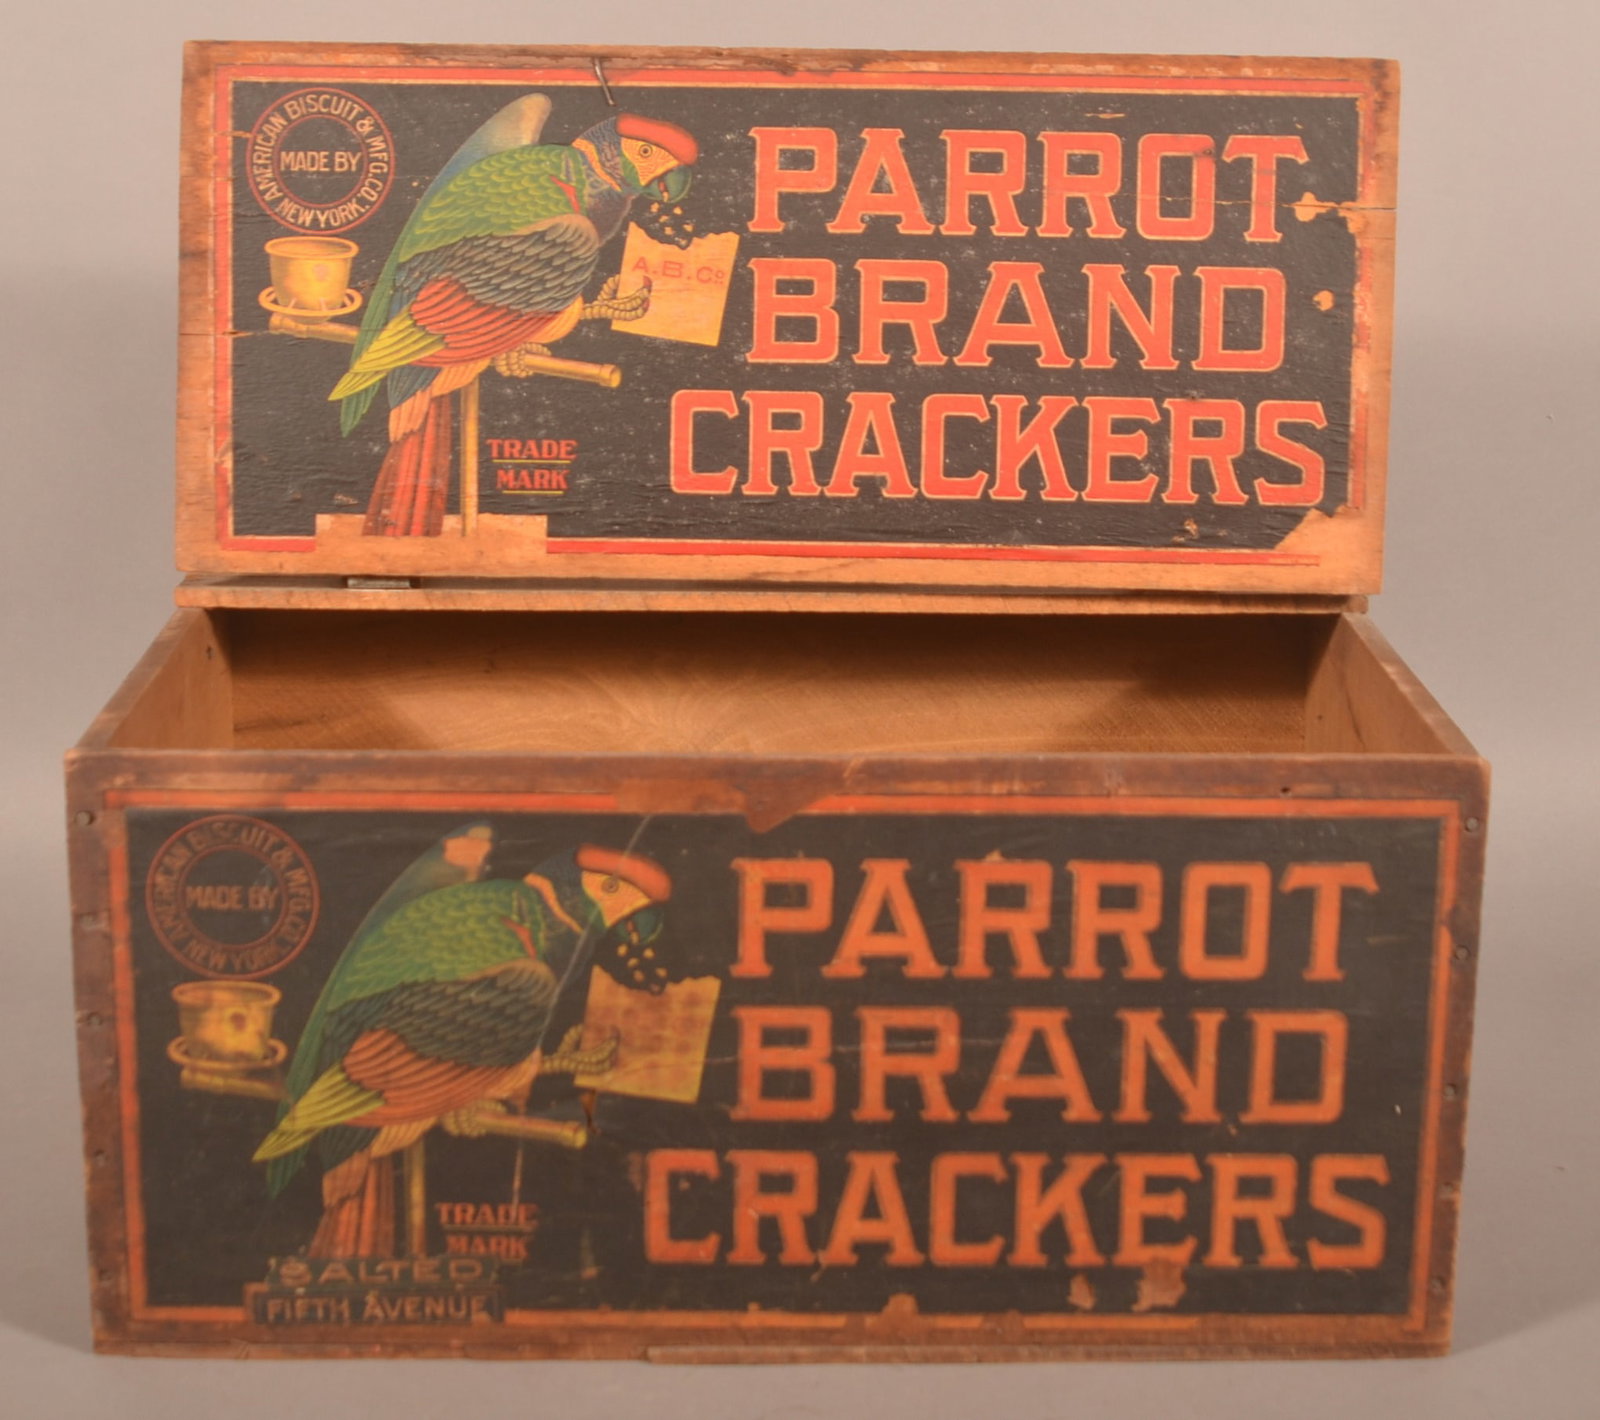 AMERICAN BISCUIT & MFG. CO.
NEW YORK.
MADE BY
A.B.Co.
PARROT
BRAND
CRACKERS
TRADE
MARK
AMERICAN BISCUIT & MFG. CO.
NEW YORK.
MADE BY
PARROT
BRAND
CRACKERS
TRADE
MARK
SALTED
FIFTH AVENUE